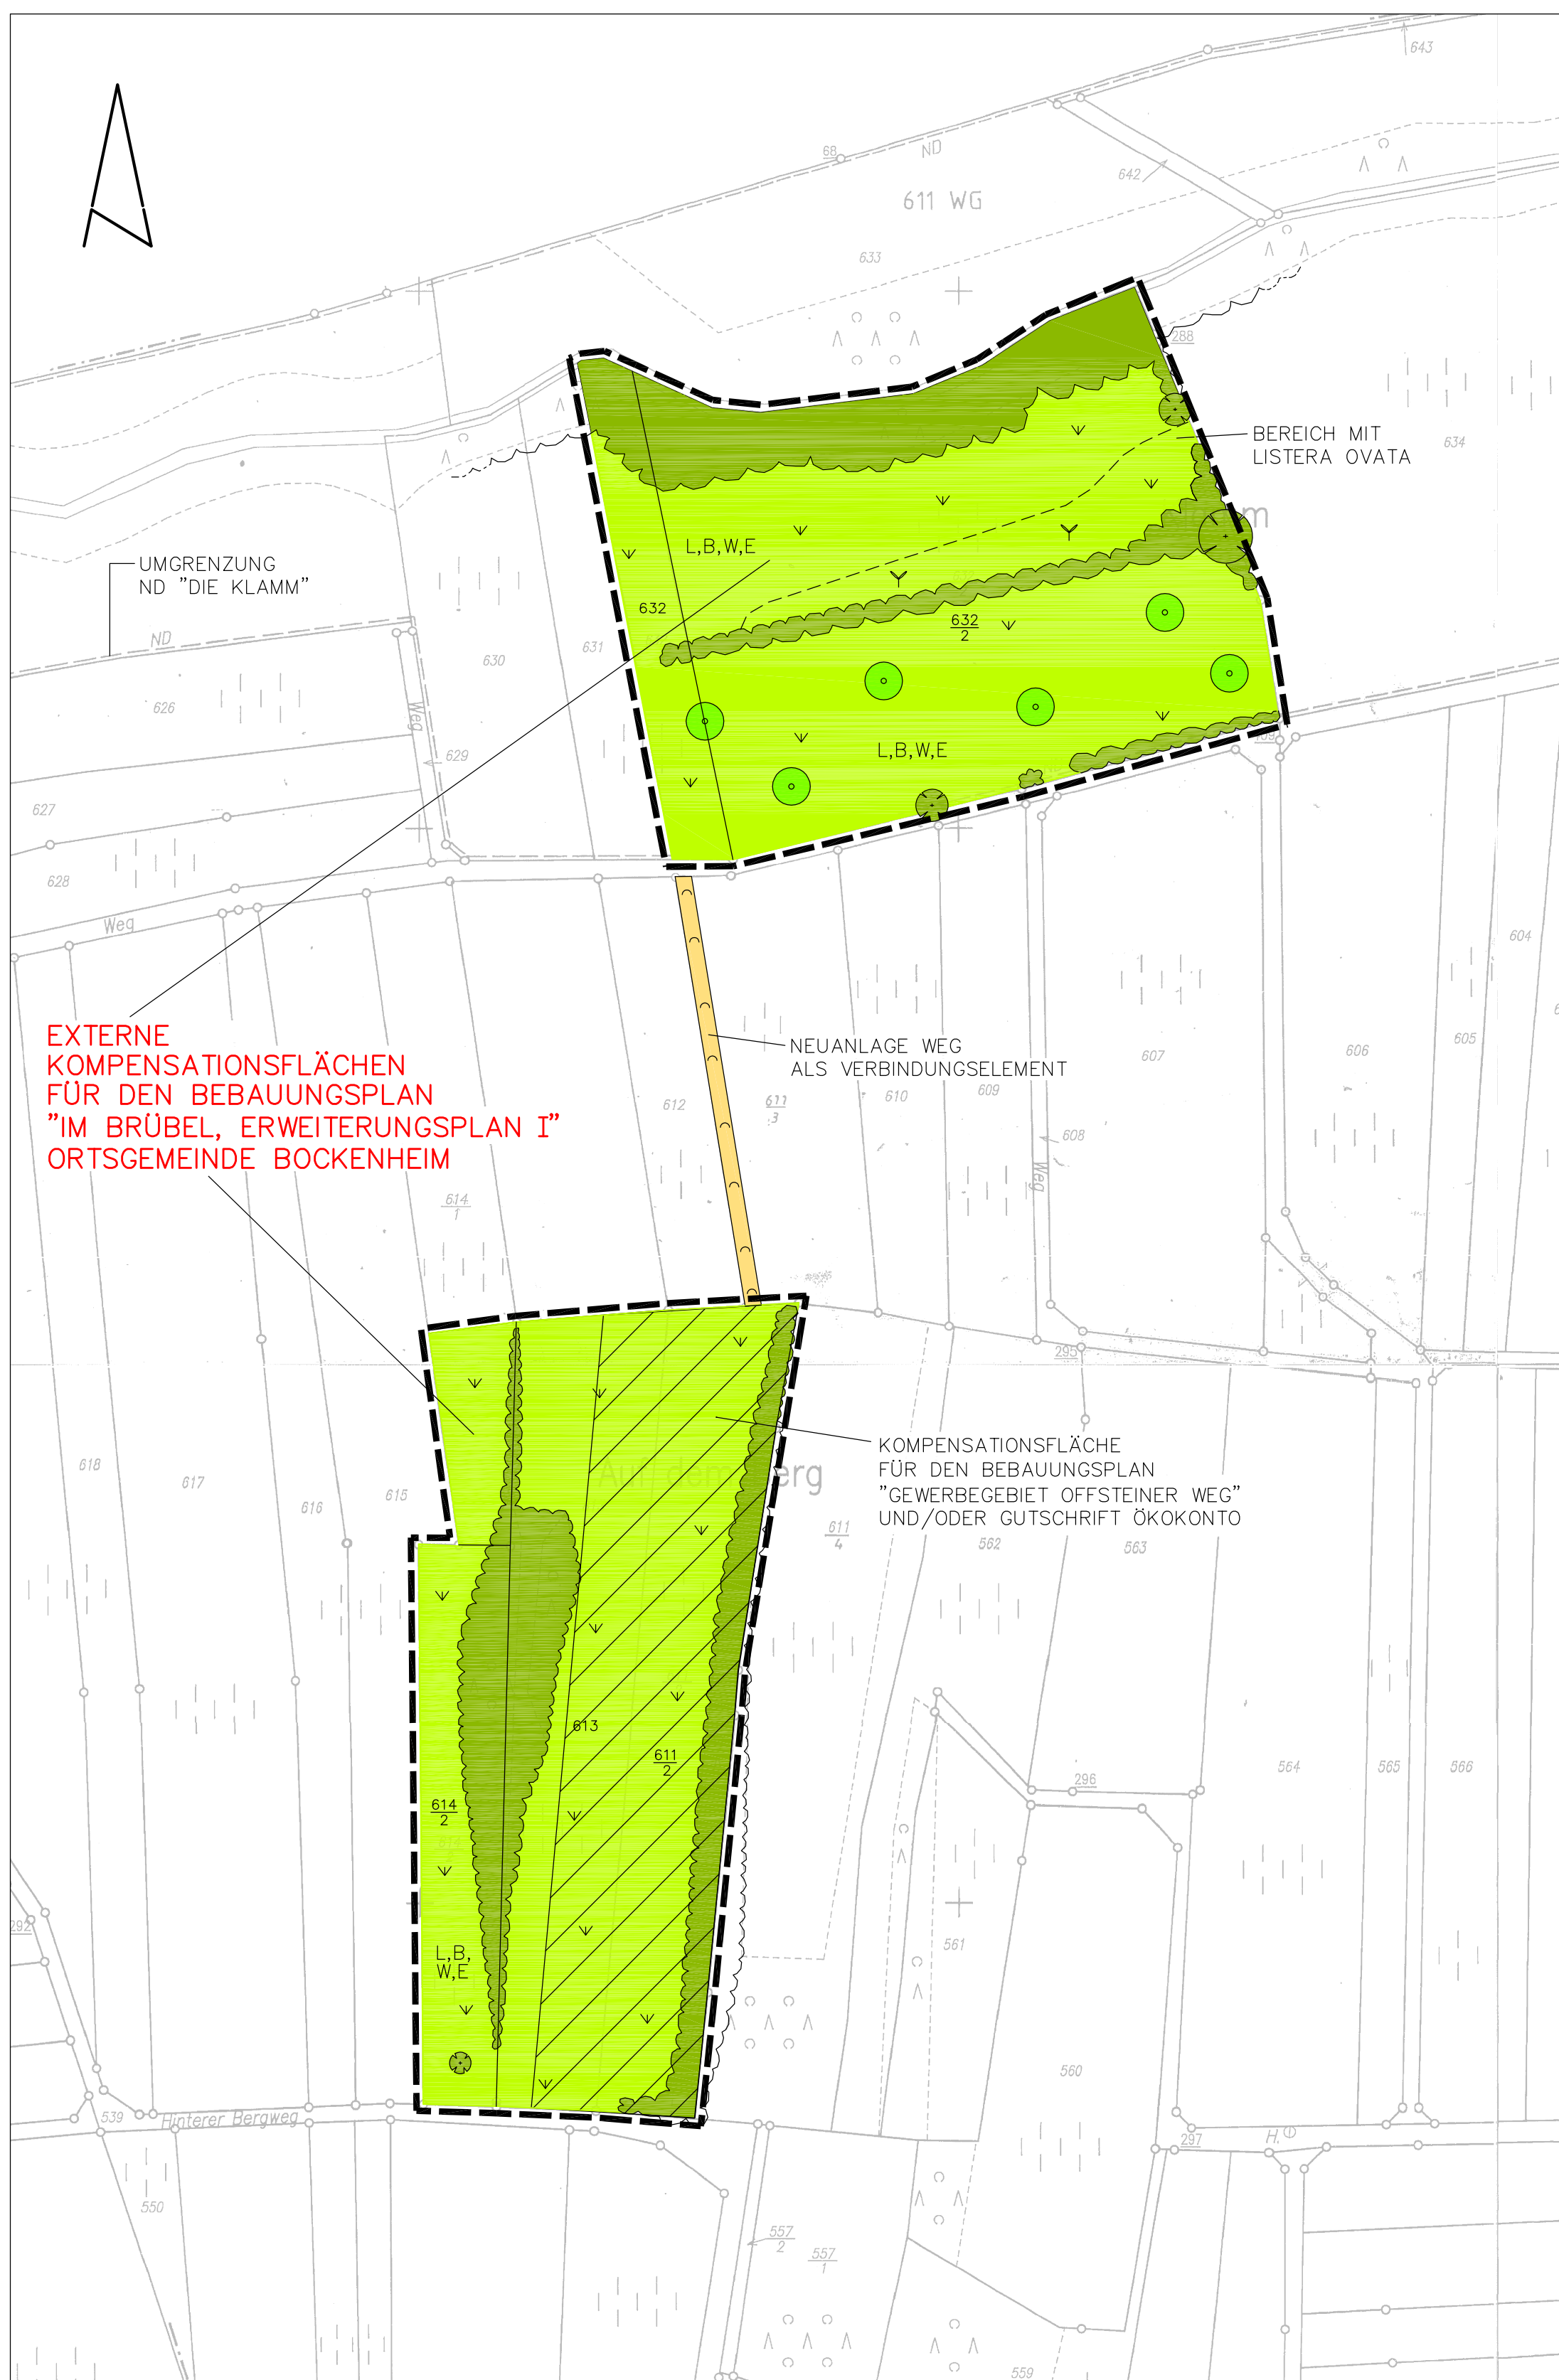 643
68
ND
642
611 WG
633
288
BEREICH MIT
LISTERA OVATA
634
UMGRENZUNG
ND "DIE KLAMM"
L,B,W,E
ND
632
632
2
630
631
626
Weg
629
L,B,W,E
627
628
Weg
604
605
EXTERNE
KOMPENSATIONSFLÄCHEN
FÜR DEN BEBAUUNGSPLAN
"IM BRÜBEL, ERWEITERUNGSPLAN I"
ORTSGEMEINDE BOCKENHEIM
NEUANLAGE WEG
ALS VERBINDUNGSELEMENT
607
606
612
611
3
610
609
608
Weg
614
1
295
618
617
616
615
Auf dem Berg
KOMPENSATIONSFLÄCHE
FÜR DEN BEBAUUNGSPLAN
"GEWERBEGEBIET OFFSTEINER WEG"
UND/ODER GUTSCHRIFT ÖKOKONTO
611
4
562
563
613
611
2
614
2
296
564
565
566
292
561
L,B,
W,E
560
539
Hinterer Bergweg
297
H.
550
557
2
557
1
559